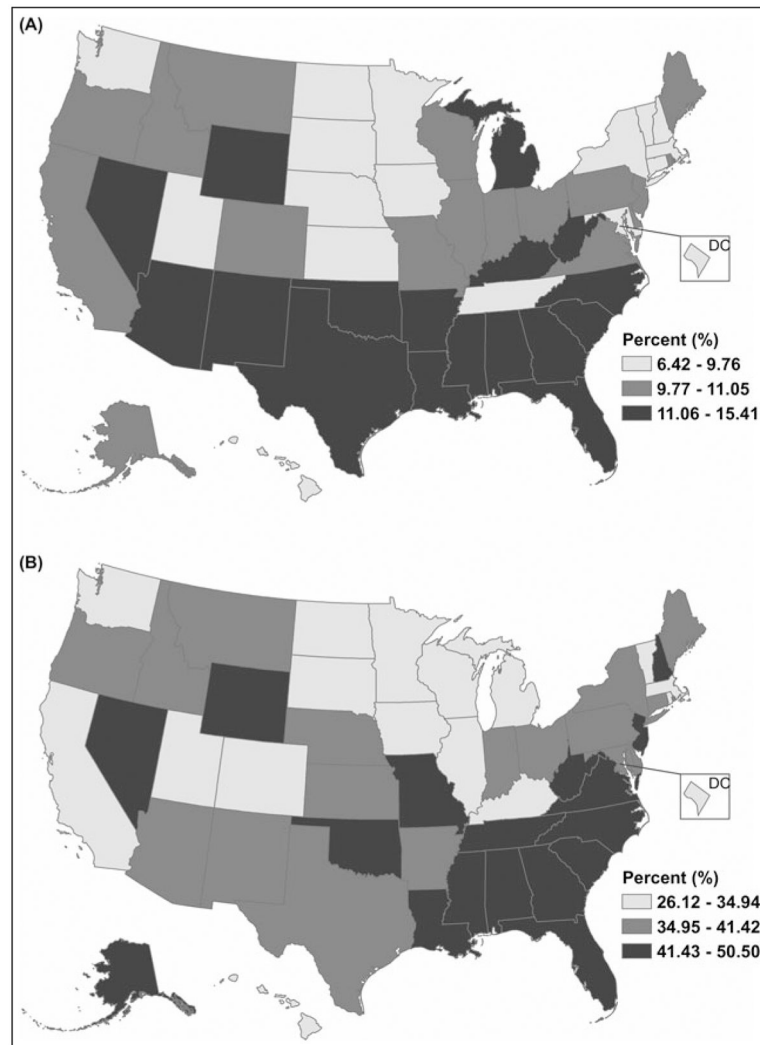 (A)
DC
Percent (%)
6.42 - 9.76
9.77 - 11.05
11.06 - 15.41
(B)
DC
Percent (%)
26.12 - 34.94
34.95 - 41.42
41.43 - 50.50